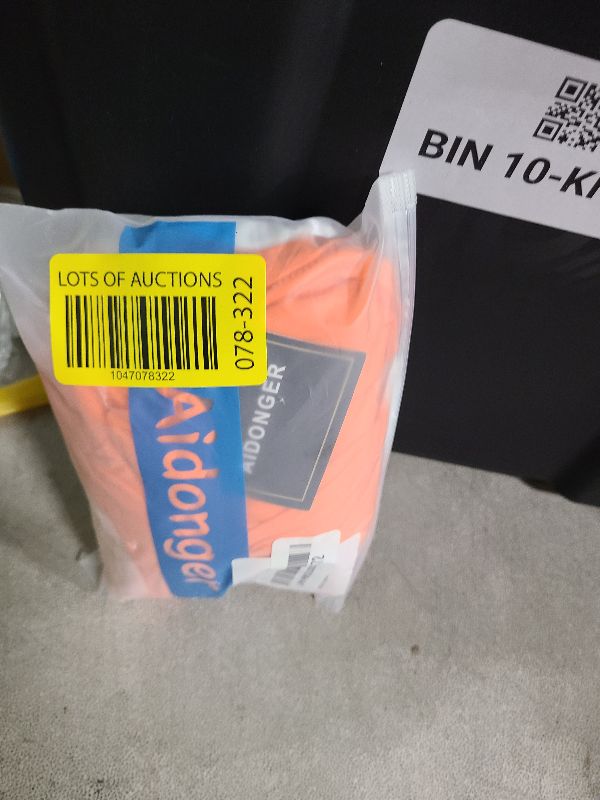 BIN 10-K
LOTS OF AUCTIONS
1047078322
078-322
Aidonger
AIDONGER